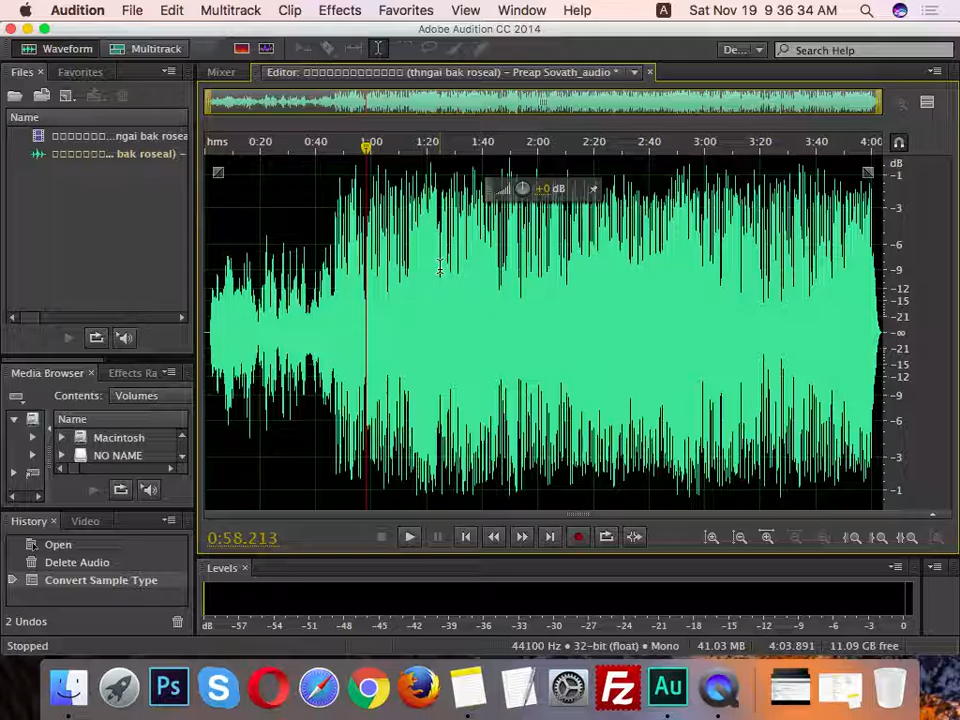 Audition File Edit Multitrack Clip Effects Favorites View Window Help A Sat Nov 19 9 36 34 AM
Adobe Audition CC 2014
Waveform Multitrack De... Search Help
Files Favorites Mixer Editor: (thngai bak roseal) – Preap Sovath_audio *
Name
...ngai bak rosea
... bak roseal) –
hms 0:20 0:40 1:00 1:20 1:40 2:00 2:20 2:40 3:00 3:20 3:40 4:00
dB
+0 dB
-1
-3
-6
-9
-12
-15
-21
-∞
-21
-15
-12
-9
-6
-3
-1
Media Browser Effects Ra
Contents: Volumes
Name
Macintosh
NO NAME
History Video
Open
Delete Audio
Convert Sample Type
2 Undos
0:58.213
Levels
dB -57 -54 -51 -48 -45 -42 -39 -36 -33 -30 -27 -24 -21 -18 -15 -12 -9 -6 -3 0
Stopped 44100 Hz • 32-bit (float) • Mono 41.03 MB 4:03.891 11.09 GB free
Ps S Fz Au